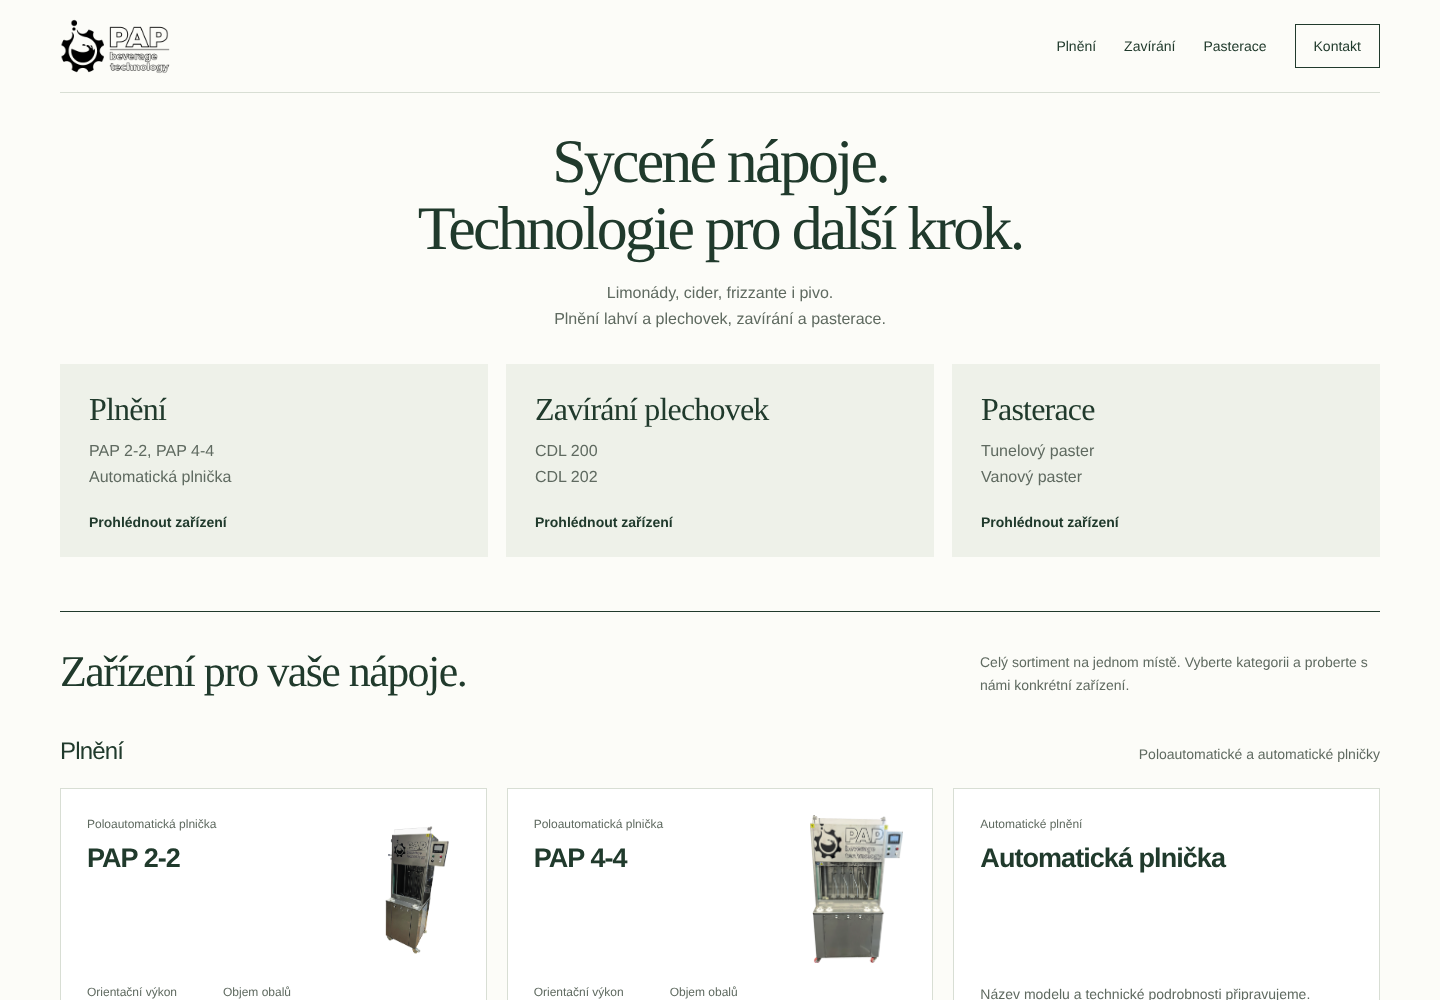 PAP
beverage
technology
Plnění
Zavírání
Pasterace
Kontakt
Sycené nápoje.
Technologie pro další krok.
Limonády, cider, frizzante i pivo.
Plnění lahví a plechovek, zavírání a pasterace.
Plnění
PAP 2-2, PAP 4-4
Automatická plnička
Prohlédnout zařízení
Zavírání plechovek
CDL 200
CDL 202
Prohlédnout zařízení
Pasterace
Tunelový paster
Vanový paster
Prohlédnout zařízení
Zařízení pro vaše nápoje.
Celý sortiment na jednom místě. Vyberte kategorii a proberte s
námi konkrétní zařízení.
Plnění
Poloautomatické a automatické plničky
Poloautomatická plnička
PAP 2-2
Orientační výkon
Objem obalů
Poloautomatická plnička
PAP 4-4
PAP
beverage
technology
Orientační výkon
Objem obalů
Automatické plnění
Automatická plnička
Název modelu a technické podrobnosti připravujeme.